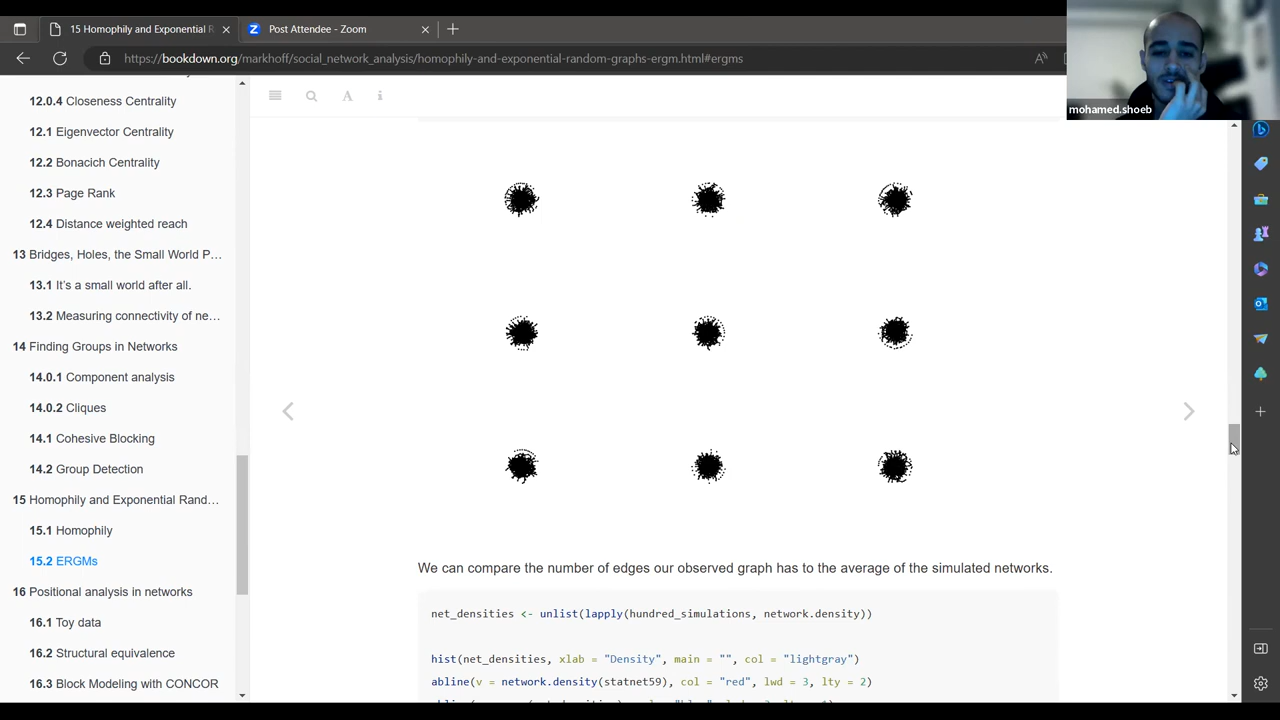 15 Homophily and Exponential R
Post Attendee - Zoom
https://bookdown.org/markhoff/social_network_analysis/homophily-and-exponential-random-graphs-ergm.html#ergms
mohamed.shoeb
12.0.4 Closeness Centrality
12.1 Eigenvector Centrality
12.2 Bonacich Centrality
12.3 Page Rank
12.4 Distance weighted reach
13 Bridges, Holes, the Small World P...
13.1 It's a small world after all.
13.2 Measuring connectivity of ne...
14 Finding Groups in Networks
14.0.1 Component analysis
14.0.2 Cliques
14.1 Cohesive Blocking
14.2 Group Detection
15 Homophily and Exponential Rand...
15.1 Homophily
15.2 ERGMs
16 Positional analysis in networks
16.1 Toy data
16.2 Structural equivalence
16.3 Block Modeling with CONCOR
We can compare the number of edges our observed graph has to the average of the simulated networks.
net_densities <- unlist(lapply(hundred_simulations, network.density))
hist(net_densities, xlab = "Density", main = "", col = "lightgray")
abline(v = network.density(statnet59), col = "red", lwd = 3, lty = 2)